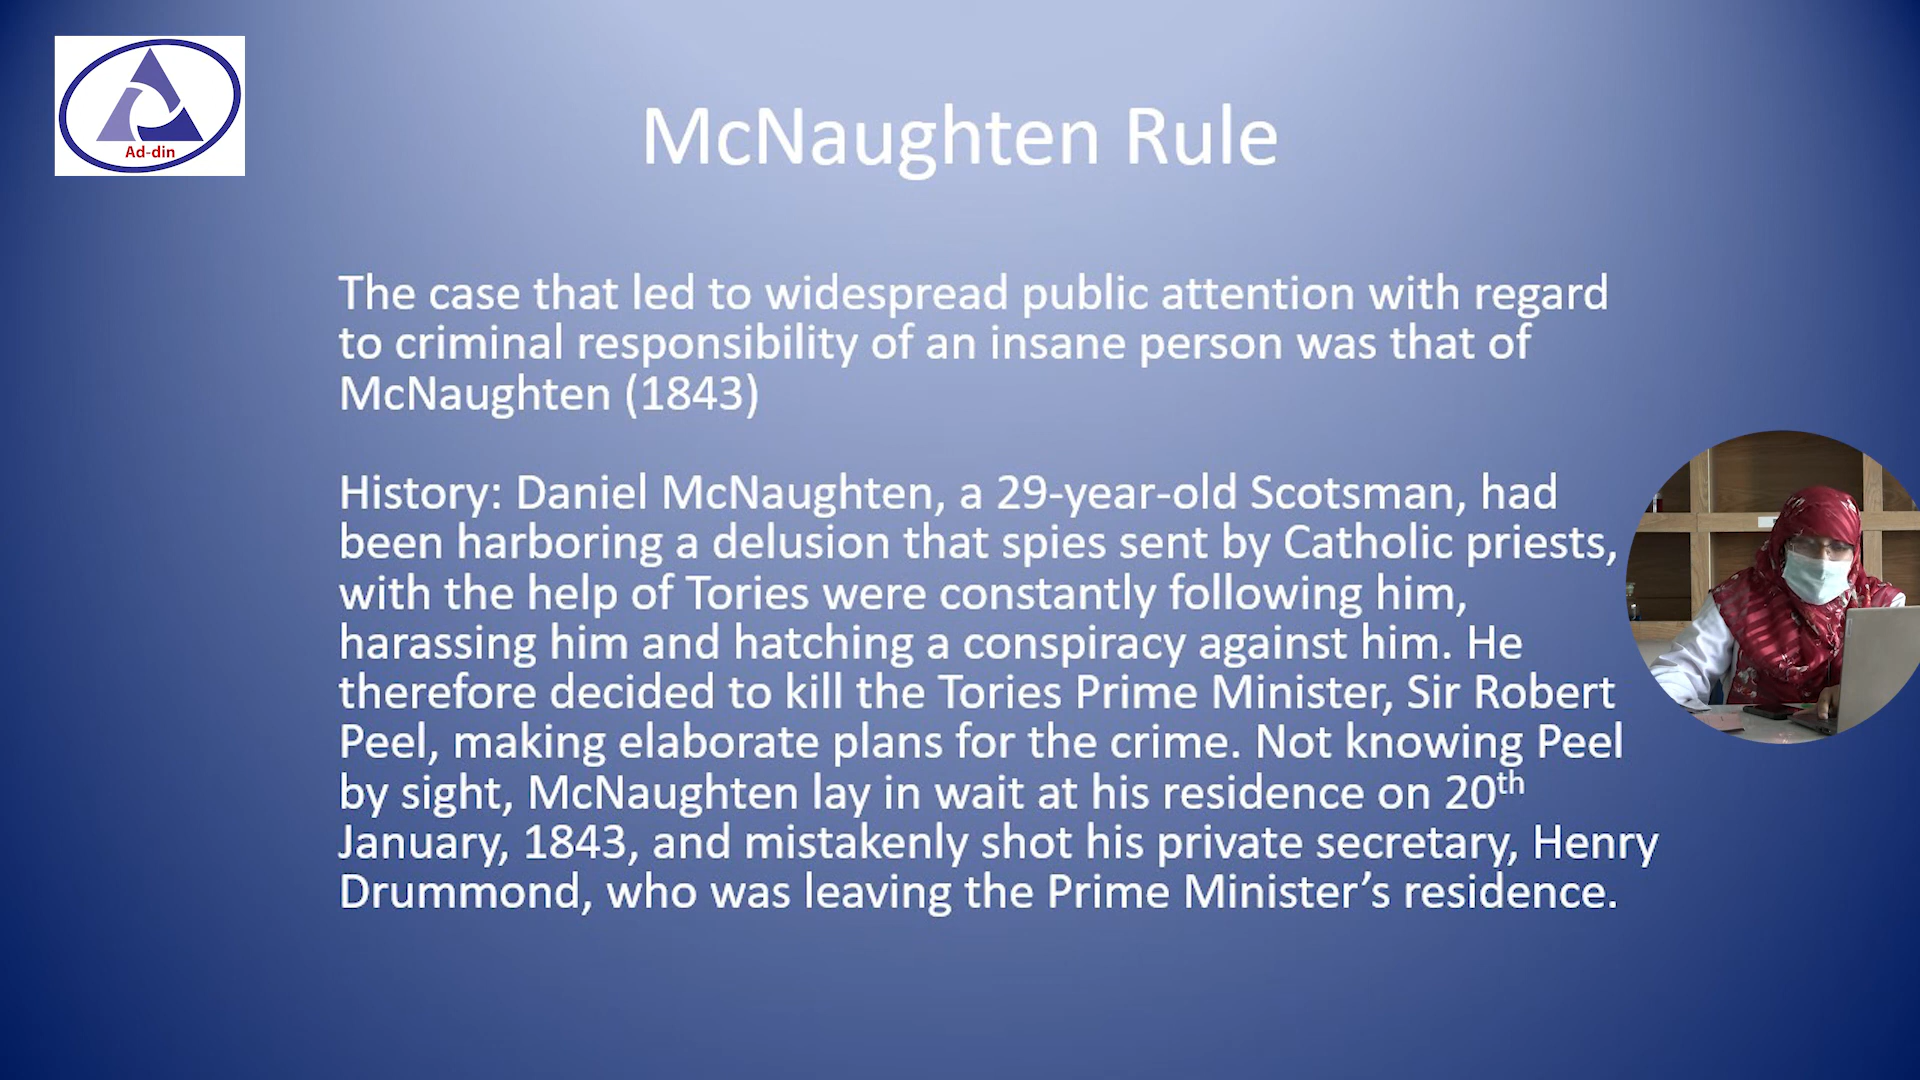 Ad-din
McNaughten Rule
The case that led to widespread public attention with regard
to criminal responsibility of an insane person was that of
McNaughten (1843)
History: Daniel McNaughten, a 29-year-old Scotsman, had
been harboring a delusion that spies sent by Catholic priests,
with the help of Tories were constantly following him,
harassing him and hatching a conspiracy against him. He
therefore decided to kill the Tories Prime Minister, Sir Robert
Peel, making elaborate plans for the crime. Not knowing Peel
by sight, McNaughten lay in wait at his residence on 20th
January, 1843, and mistakenly shot his private secretary, Henry
Drummond, who was leaving the Prime Minister’s residence.